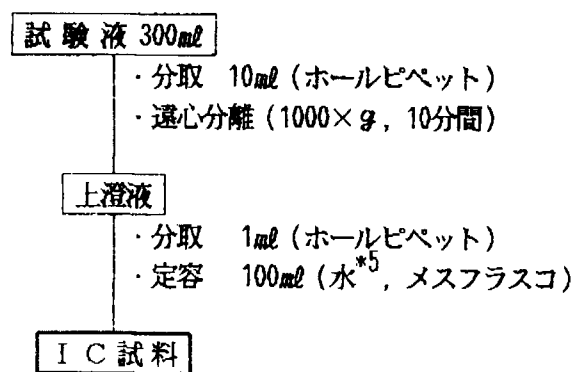 試験液 300mℓ
・分取 10mℓ (ホールピペット)
・遠心分離 (1000×g, 10分間)
上澄液
・分取 1mℓ (ホールピペット)
・定容 100mℓ (水*5, メスフラスコ)
IC試料